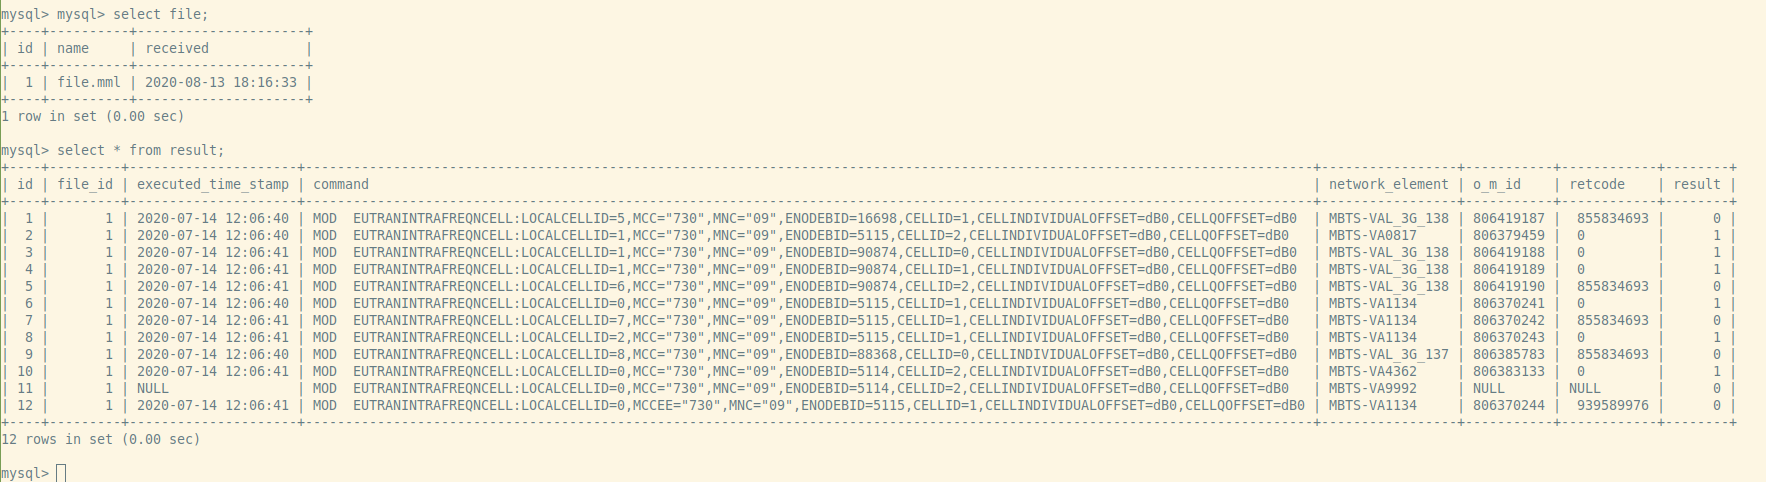 mysql> mysql> select file;
+----+----------+---------------------+
| id | name     | received            |
+----+----------+---------------------+
|  1 | file.mml | 2020-08-13 18:16:33 |
+----+----------+---------------------+
1 row in set (0.00 sec)

mysql> select * from result;
+----+---------+---------------------+------------------------------------------------------------------------------------------------------------------------------+-----------------+-----------+------------+--------+
| id | file_id | executed_time_stamp | command                                                                                                                      | network_element | o_m_id    | retcode    | result |
+----+---------+---------------------+------------------------------------------------------------------------------------------------------------------------------+-----------------+-----------+------------+--------+
|  1 |       1 | 2020-07-14 12:06:40 | MOD  EUTRANINTRAFREQNCELL:LOCALCELLID=5,MCC="730",MNC="09",ENODEBID=16698,CELLID=1,CELLINDIVIDUALOFFSET=dB0,CELLQOFFSET=dB0  | MBTS-VAL_3G_138 | 806419187 |  855834693 |      0 |
|  2 |       1 | 2020-07-14 12:06:40 | MOD  EUTRANINTRAFREQNCELL:LOCALCELLID=1,MCC="730",MNC="09",ENODEBID=5115,CELLID=2,CELLINDIVIDUALOFFSET=dB0,CELLQOFFSET=dB0   | MBTS-VA0817     | 806379459 |  0         |      1 |
|  3 |       1 | 2020-07-14 12:06:41 | MOD  EUTRANINTRAFREQNCELL:LOCALCELLID=1,MCC="730",MNC="09",ENODEBID=90874,CELLID=0,CELLINDIVIDUALOFFSET=dB0,CELLQOFFSET=dB0  | MBTS-VAL_3G_138 | 806419188 |  0         |      1 |
|  4 |       1 | 2020-07-14 12:06:41 | MOD  EUTRANINTRAFREQNCELL:LOCALCELLID=1,MCC="730",MNC="09",ENODEBID=90874,CELLID=1,CELLINDIVIDUALOFFSET=dB0,CELLQOFFSET=dB0  | MBTS-VAL_3G_138 | 806419189 |  0         |      1 |
|  5 |       1 | 2020-07-14 12:06:41 | MOD  EUTRANINTRAFREQNCELL:LOCALCELLID=6,MCC="730",MNC="09",ENODEBID=90874,CELLID=2,CELLINDIVIDUALOFFSET=dB0,CELLQOFFSET=dB0  | MBTS-VAL_3G_138 | 806419190 |  855834693 |      0 |
|  6 |       1 | 2020-07-14 12:06:40 | MOD  EUTRANINTRAFREQNCELL:LOCALCELLID=0,MCC="730",MNC="09",ENODEBID=5115,CELLID=1,CELLINDIVIDUALOFFSET=dB0,CELLQOFFSET=dB0   | MBTS-VA1134     | 806370241 |  0         |      1 |
|  7 |       1 | 2020-07-14 12:06:41 | MOD  EUTRANINTRAFREQNCELL:LOCALCELLID=7,MCC="730",MNC="09",ENODEBID=5115,CELLID=1,CELLINDIVIDUALOFFSET=dB0,CELLQOFFSET=dB0   | MBTS-VA1134     | 806370242 |  855834693 |      0 |
|  8 |       1 | 2020-07-14 12:06:41 | MOD  EUTRANINTRAFREQNCELL:LOCALCELLID=2,MCC="730",MNC="09",ENODEBID=5115,CELLID=1,CELLINDIVIDUALOFFSET=dB0,CELLQOFFSET=dB0   | MBTS-VA1134     | 806370243 |  0         |      1 |
|  9 |       1 | 2020-07-14 12:06:40 | MOD  EUTRANINTRAFREQNCELL:LOCALCELLID=8,MCC="730",MNC="09",ENODEBID=88368,CELLID=0,CELLINDIVIDUALOFFSET=dB0,CELLQOFFSET=dB0  | MBTS-VAL_3G_137 | 806385783 |  855834693 |      0 |
| 10 |       1 | 2020-07-14 12:06:41 | MOD  EUTRANINTRAFREQNCELL:LOCALCELLID=0,MCC="730",MNC="09",ENODEBID=5114,CELLID=2,CELLINDIVIDUALOFFSET=dB0,CELLQOFFSET=dB0   | MBTS-VA4362     | 806383133 |  0         |      1 |
| 11 |       1 | NULL                | MOD  EUTRANINTRAFREQNCELL:LOCALCELLID=0,MCC="730",MNC="09",ENODEBID=5114,CELLID=2,CELLINDIVIDUALOFFSET=dB0,CELLQOFFSET=dB0   | MBTS-VA9992     | NULL      | NULL       |      0 |
| 12 |       1 | 2020-07-14 12:06:41 | MOD  EUTRANINTRAFREQNCELL:LOCALCELLID=0,MCCEE="730",MNC="09",ENODEBID=5115,CELLID=1,CELLINDIVIDUALOFFSET=dB0,CELLQOFFSET=dB0 | MBTS-VA1134     | 806370244 |  939589976 |      0 |
+----+---------+---------------------+------------------------------------------------------------------------------------------------------------------------------+-----------------+-----------+------------+--------+
12 rows in set (0.00 sec)

mysql>